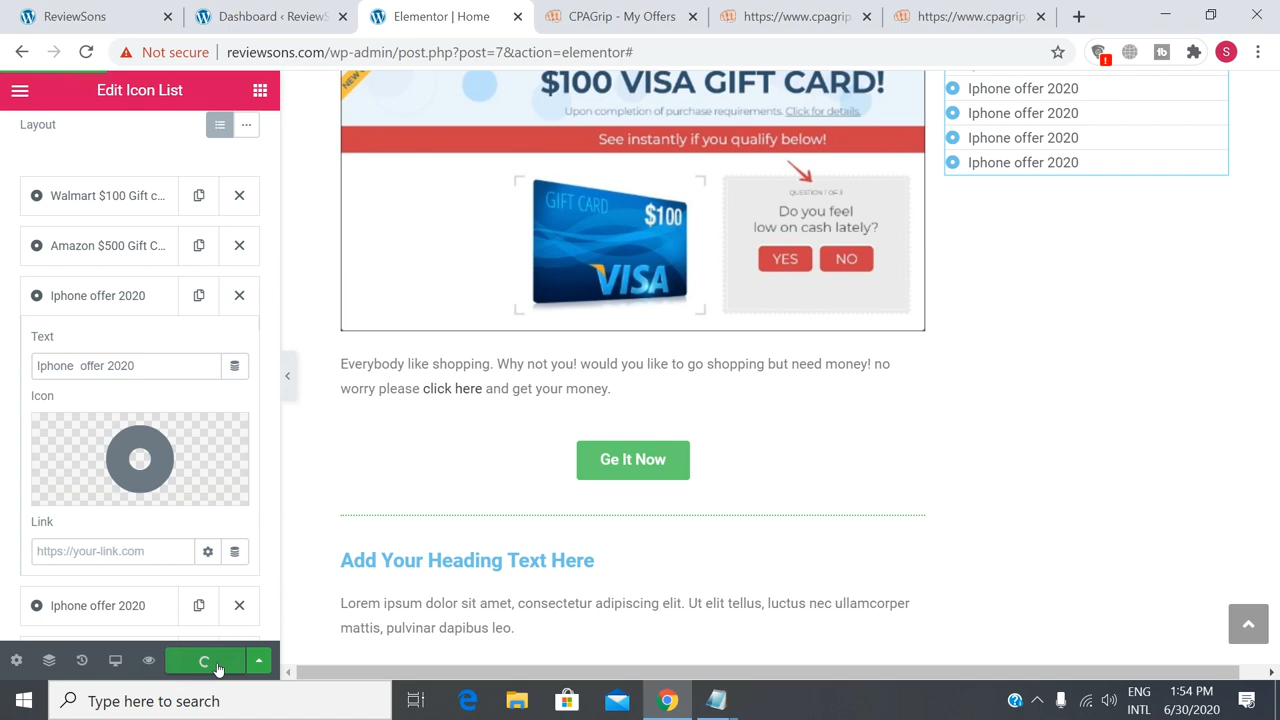 ReviewSons
Dashboard ‹ ReviewS
Elementor | Home
CPAGrip - My Offers
https://www.cpagrip.
https://www.cpagrip.
Not secure
reviewsons.com/wp-admin/post.php?post=7&action=elementor#
S
Edit Icon List
Layout
Walmart $100 Gift c...
Amazon $500 Gift C...
Iphone offer 2020
Text
Iphone  offer 2020
Icon
Link
https://your-link.com
Iphone offer 2020
NEW
$100 VISA GIFT CARD!
Upon completion of purchase requirements. Click for details.
See instantly if you qualify below!
GIFT CARD
$100
VISA
QUESTION 1 OF 3
Do you feel
low on cash lately?
YES
NO
Everybody like shopping. Why not you! would you like to go shopping but need money! no
worry please click here and get your money.
Ge It Now
Add Your Heading Text Here
Lorem ipsum dolor sit amet, consectetur adipiscing elit. Ut elit tellus, luctus nec ullamcorper
mattis, pulvinar dapibus leo.
Iphone offer 2020
Iphone offer 2020
Iphone offer 2020
Iphone offer 2020
Type here to search
ENG
INTL
1:54 PM
6/30/2020